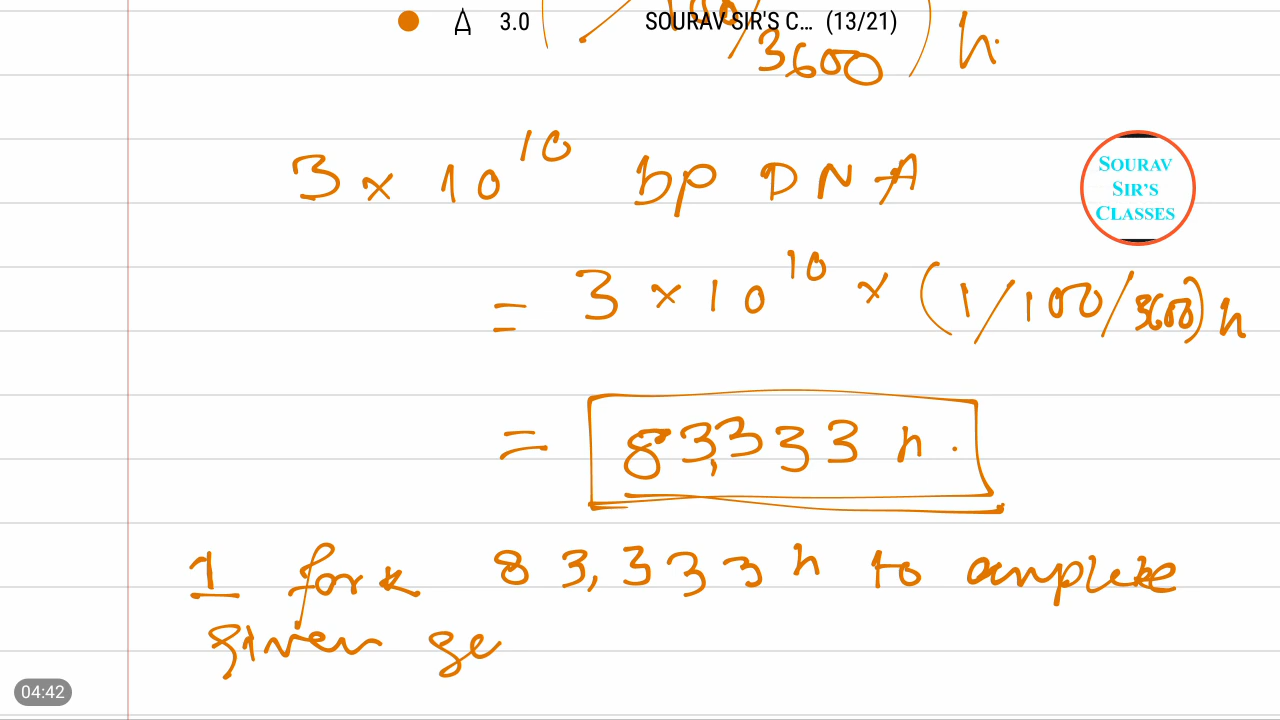 3.0 SOURAV SIR'S C... (13/21)
3600) h
3 × 10^10 bp DNA
= 3 × 10^10 × (1/100/3600) h
= 83,333 h.
1 fork 83,333 h to complete
given ge
SOURAV
SIR'S
CLASSES
04:42